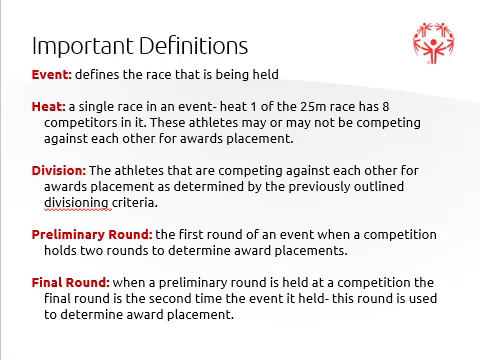 Important Definitions
Event: defines the race that is being held
Heat: a single race in an event- heat 1 of the 25m race has 8
competitors in it. These athletes may or may not be competing
against each other for awards placement.
Division: The athletes that are competing against each other for
awards placement as determined by the previously outlined
divisioning criteria.
Preliminary Round: the first round of an event when a competition
holds two rounds to determine award placements.
Final Round: when a preliminary round is held at a competition the
final round is the second time the event it held- this round is used
to determine award placement.